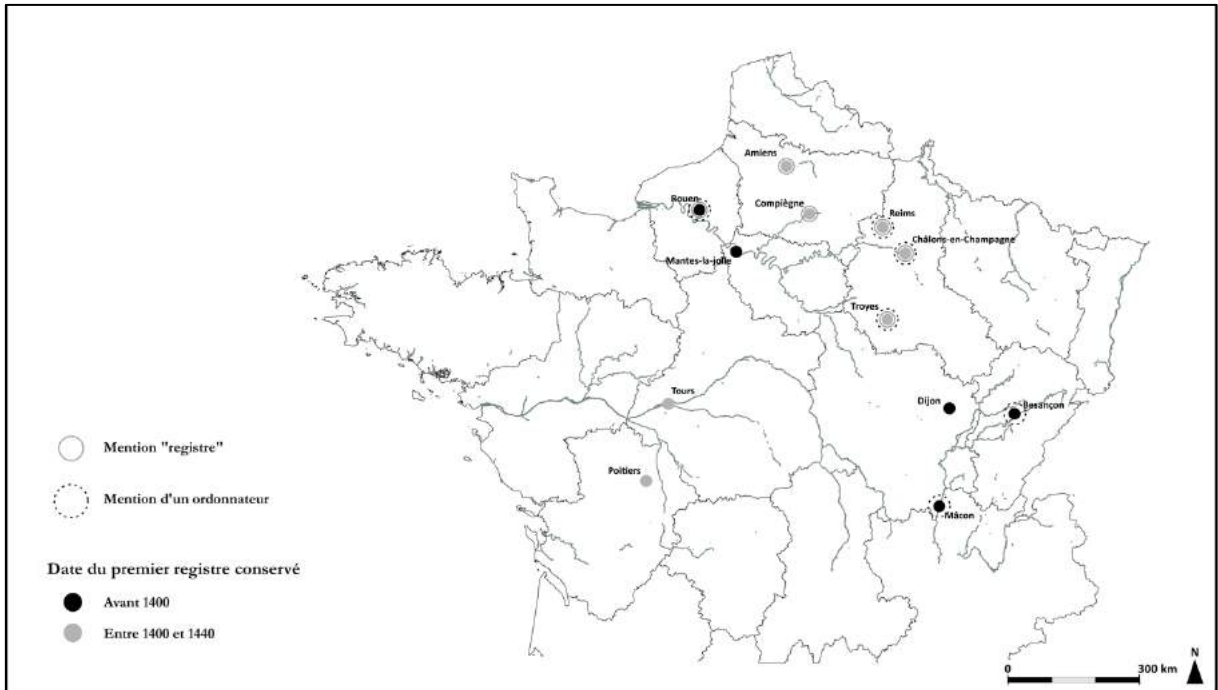 Amiens
Rouen
Compiègne
Reims
Châlons-en-Champagne
Mantes-la-jolie
Troyes
Tours
Dijon
Besançon
Poitiers
Mâcon
Mention "registre"
Mention d'un ordonnateur
Date du premier registre conservé
Avant 1400
Entre 1400 et 1440
N
0 300 km